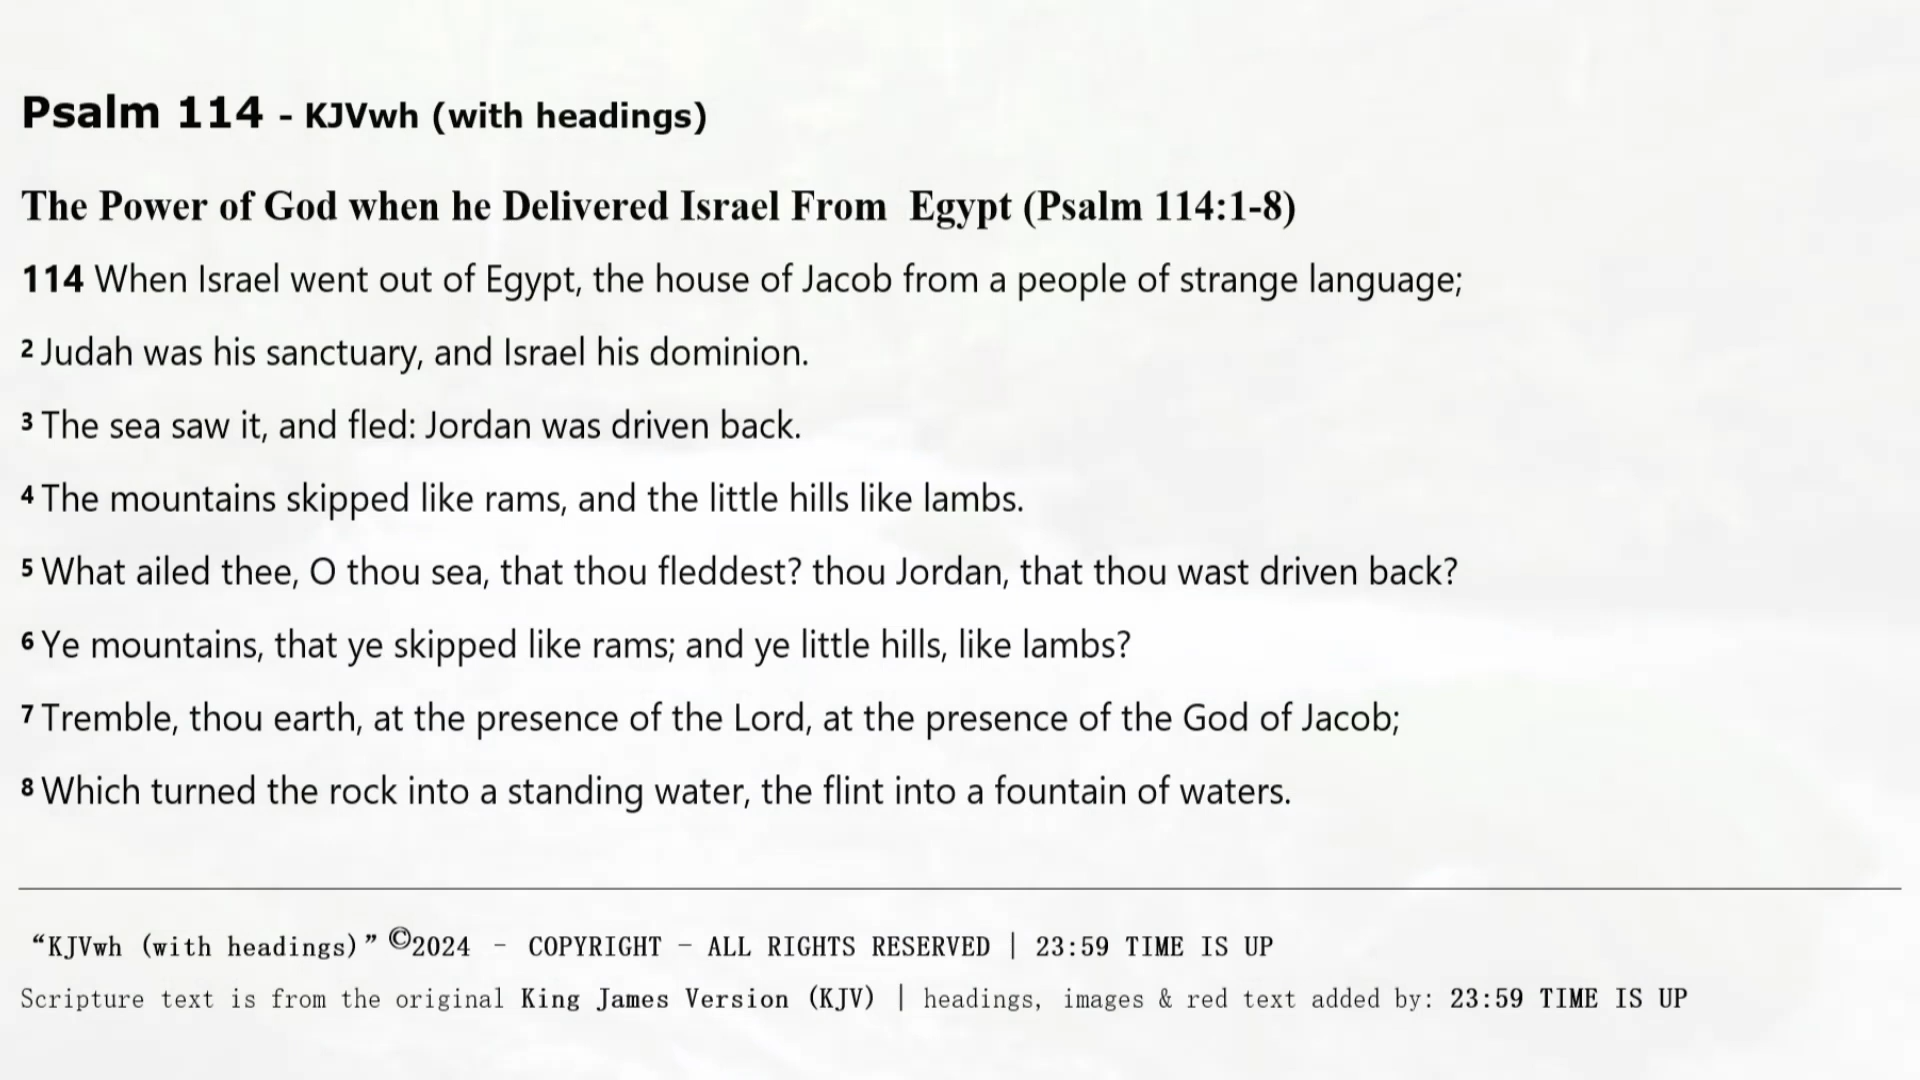 Psalm 114 - KJVwh (with headings)
The Power of God when he Delivered Israel From  Egypt (Psalm 114:1-8)
114 When Israel went out of Egypt, the house of Jacob from a people of strange language;
2 Judah was his sanctuary, and Israel his dominion.
3 The sea saw it, and fled: Jordan was driven back.
4 The mountains skipped like rams, and the little hills like lambs.
5 What ailed thee, O thou sea, that thou fleddest? thou Jordan, that thou wast driven back?
6 Ye mountains, that ye skipped like rams; and ye little hills, like lambs?
7 Tremble, thou earth, at the presence of the Lord, at the presence of the God of Jacob;
8 Which turned the rock into a standing water, the flint into a fountain of waters.
“KJVwh (with headings)” ©2024 – COPYRIGHT – ALL RIGHTS RESERVED | 23:59 TIME IS UP
Scripture text is from the original King James Version (KJV) | headings, images & red text added by: 23:59 TIME IS UP